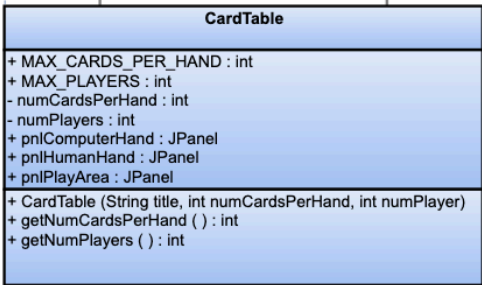 CardTable
+ MAX_CARDS_PER_HAND : int
+ MAX_PLAYERS : int
- numCardsPerHand : int
- numPlayers : int
+ pnlComputerHand : JPanel
+ pnlHumanHand : JPanel
+ pnlPlayArea : JPanel
+ CardTable (String title, int numCardsPerHand, int numPlayer)
+ getNumCardsPerHand ( ) : int
+ getNumPlayers ( ) : int